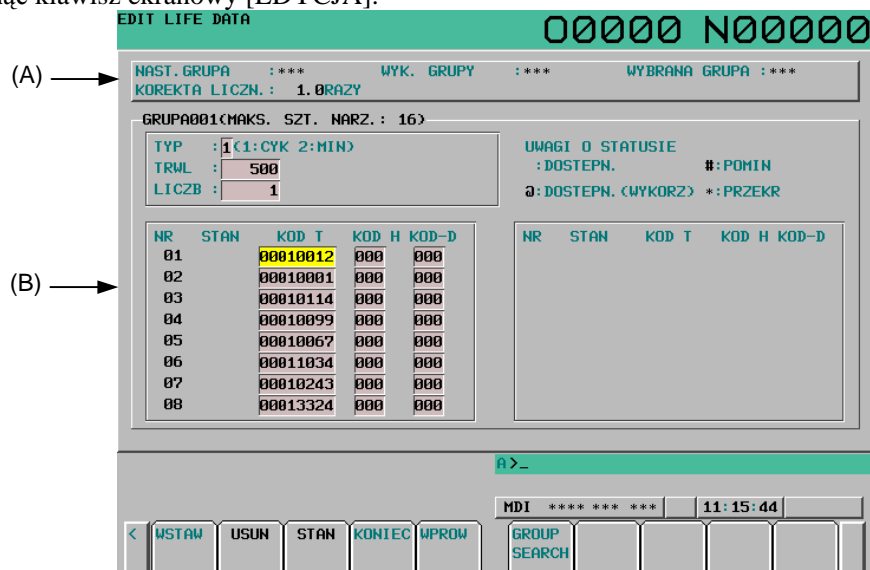 ąć klawisz ekranowy [EDYCJA].
EDIT LIFE DATA O0000 N00000
(A)
NAST.GRUPA :*** WYK. GRUPY :*** WYBRANA GRUPA :***
KOREKTA LICZN.: 1.0RAZY
GRUPA001(MAKS. SZT. NARZ.: 16)
TYP :1(1:CYK 2:MIN) UWAGI O STATUSIE
TRWL : 500 :DOSTEPN. #:POMIN
LICZB : 1 @:DOSTEPN.(WYKORZ) *:PRZEKR
NR STAN KOD T KOD H KOD-D NR STAN KOD T KOD H KOD-D
01 00010012 000 000
(B)
02 00010001 000 000
03 00010114 000 000
04 00010099 000 000
05 00010067 000 000
06 00011034 000 000
07 00010243 000 000
08 00013324 000 000
A>_
MDI **** *** *** 11:15:44
< WSTAW USUN STAN KONIEC WPROW GROUP SEARCH